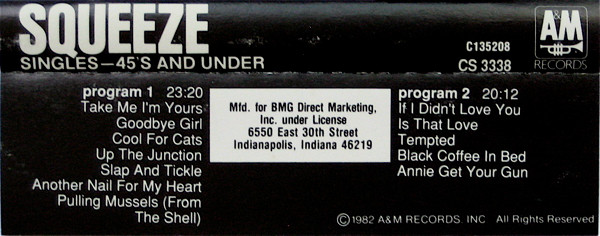 SQUEEZE
SINGLES—45'S AND UNDER
A&M
RECORDS
C135208
CS 3338
program 1 23:20
Take Me I'm Yours
Goodbye Girl
Cool For Cats
Up The Junction
Slap And Tickle
Another Nail For My Heart
Pulling Mussels (From
The Shell)
Mfd. for BMG Direct Marketing,
Inc. under License
6550 East 30th Street
Indianapolis, Indiana 46219
program 2 20:12
If I Didn't Love You
Is That Love
Tempted
Black Coffee In Bed
Annie Get Your Gun
©1982 A&M RECORDS. INC All Rights Reserved